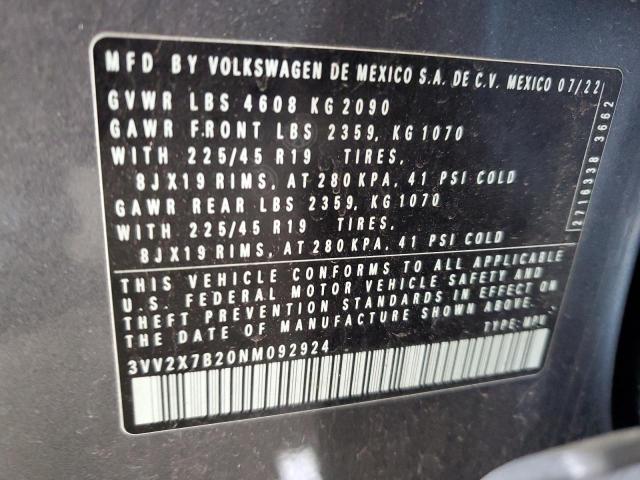 MFD BY VOLKSWAGEN DE MEXICO S.A. DE C.V. MEXICO 07/22
GVWR LBS 4608 KG 2090
GAWR FRONT LBS 2359, KG 1070
WITH 225/45 R19 TIRES,
8JX19 RIMS, AT 280 KPA, 41 PSI COLD
GAWR REAR LBS 2359, KG 1070
WITH 225/45 R19 TIRES,
8JX19 RIMS, AT 280 KPA, 41 PSI COLD
THIS VEHICLE CONFORMS TO ALL APPLICABLE
U.S. FEDERAL MOTOR VEHICLE SAFETY AND
THEFT PREVENTION STANDARDS IN EFFECT ON
THE DATE OF MANUFACTURE SHOWN ABOVE.
3VV2X7B20NM092924 TYPE: MPV
2716338 3662